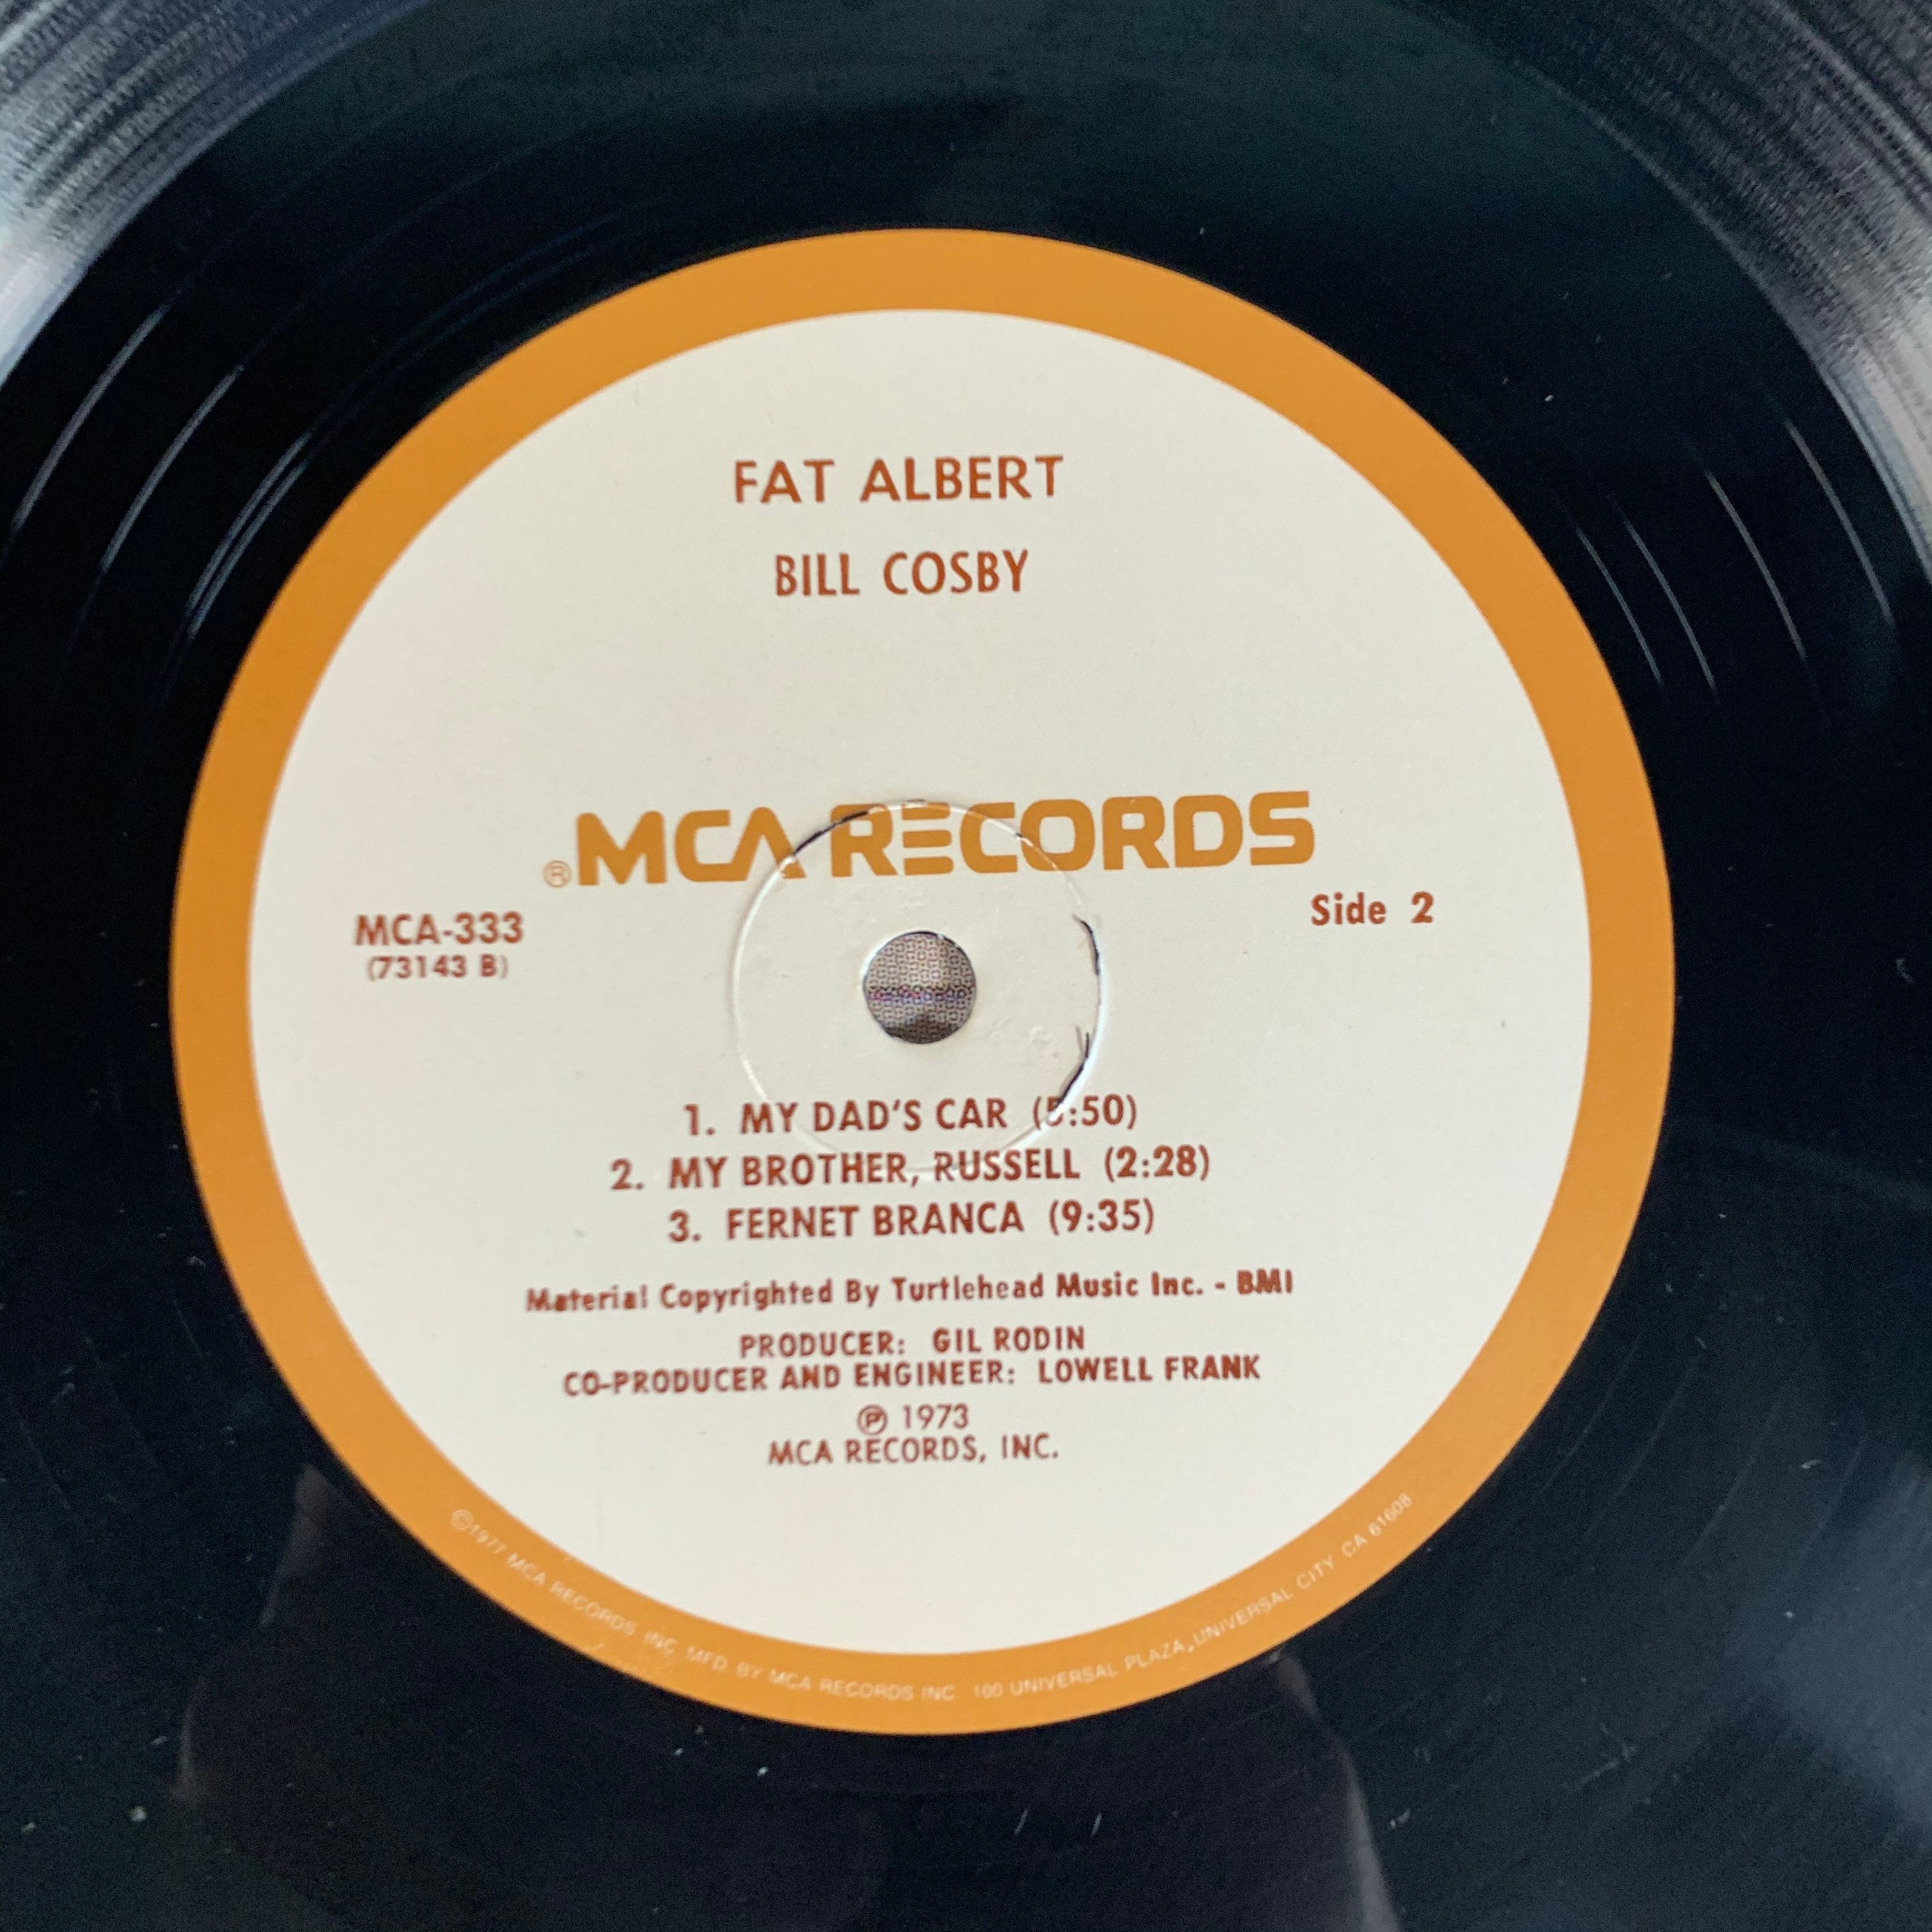 FAT ALBERT
BILL COSBY
®MCA RECORDS
MCA-333
(73143 B)
Side 2
1. MY DAD'S CAR (5:50)
2. MY BROTHER, RUSSELL (2:28)
3. FERNET BRANCA (9:35)
Material Copyrighted By Turtlehead Music Inc. - BMI
PRODUCER: GIL RODIN
CO-PRODUCER AND ENGINEER: LOWELL FRANK
℗ 1973
MCA RECORDS, INC.
©1977 MCA RECORDS INC. MFD. BY MCA RECORDS INC. 100 UNIVERSAL PLAZA, UNIVERSAL CITY CA 61608